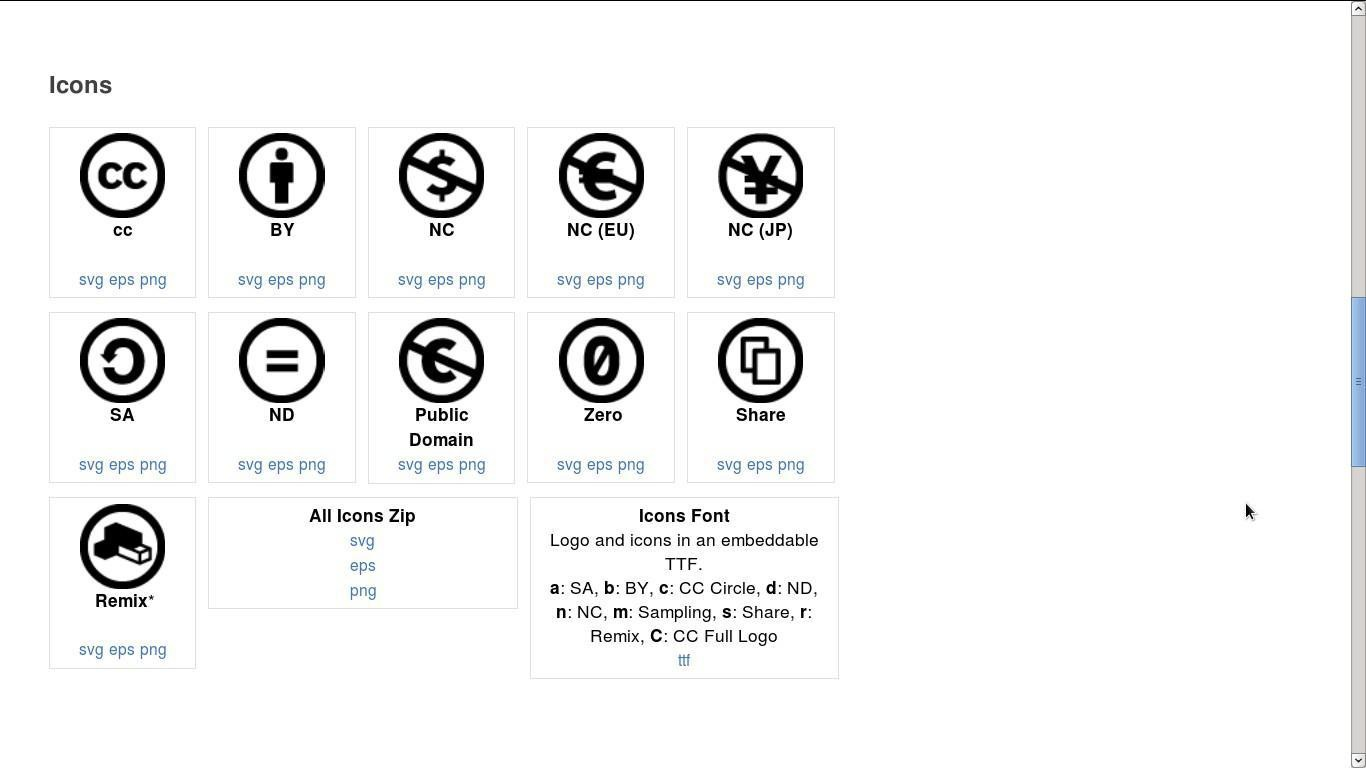 Icons
cc
svg eps png
BY
svg eps png
NC
svg eps png
NC (EU)
svg eps png
NC (JP)
svg eps png
SA
svg eps png
ND
svg eps png
Public
Domain
svg eps png
Zero
svg eps png
Share
svg eps png
Remix*
svg eps png
All Icons Zip
svg
eps
png
Icons Font
Logo and icons in an embeddable
TTF.
a: SA, b: BY, c: CC Circle, d: ND,
n: NC, m: Sampling, s: Share, r:
Remix, C: CC Full Logo
ttf